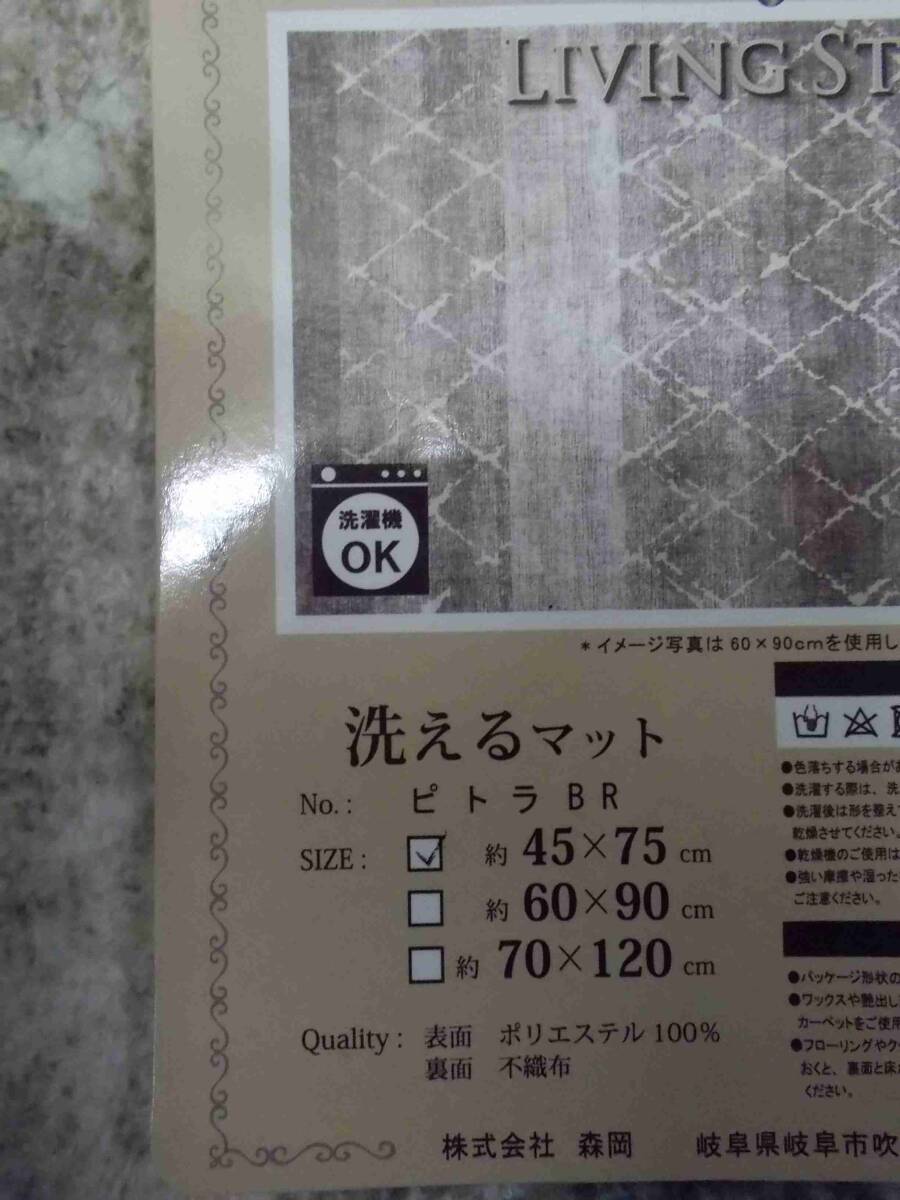 LIVING ST
洗濯機
OK
*イメージ写真は60×90cmを使用し
洗えるマット
No.: ピトラBR
SIZE: 約 45×75 cm
約 60×90 cm
約 70×120 cm
Quality: 表面 ポリエステル100%
裏面 不織布
●色落ちする場合が
●洗濯する際は、洗
●洗濯後は形を整え
乾燥させてください。
●乾燥機のご使用は
●強い摩擦や湿った
ご注意ください。
●パッケージ形状の
●ワックスや艶出し
カーペットをご使用
●フローリングやク
おくと、裏面と床
ください。
株式会社 森岡 岐阜県岐阜市吹